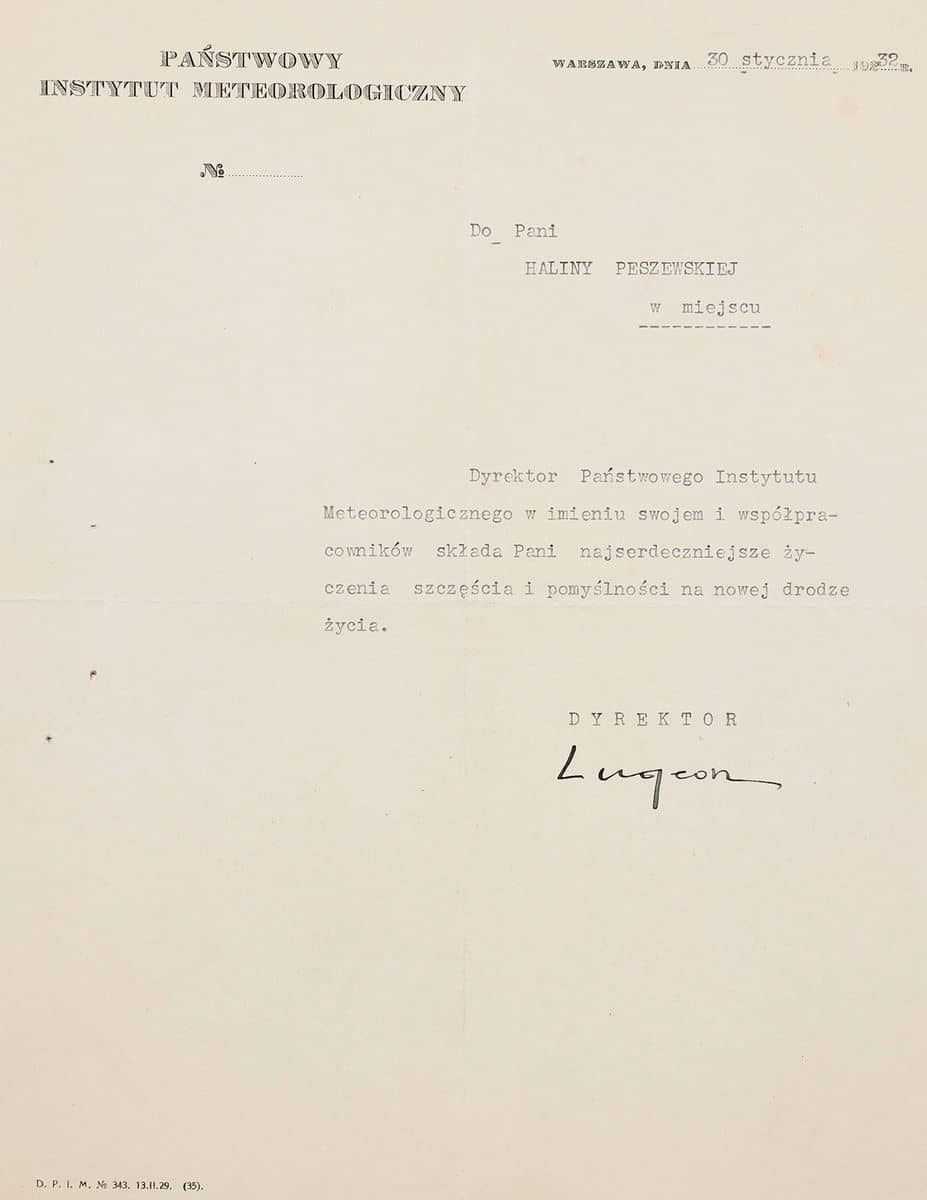 PAŃSTWOWY
INSTYTUT METEOROLOGICZNY
WARSZAWA, DNIA 30 stycznia 1932 R.
№
Do Pani
HALINY PESZEWSKIEJ
w miejscu
Dyrektor Państwowego Instytutu
Meteorologicznego w imieniu swojem i współpra-
cowników składa Pani najserdeczniejsze ży-
czenia szczęścia i pomyślności na nowej drodze
życia.
DYREKTOR
Lugeon
D. P. I. M. № 343. 13.II.29. (35).